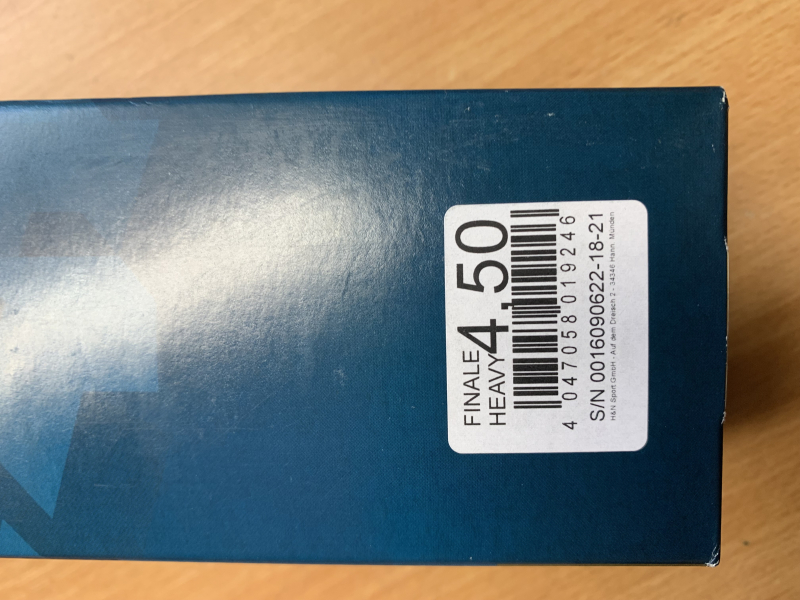 FINALE
HEAVY
4,50
4 047058 019246
S/N 0016090622-18-21
H&N Sport GmbH - Auf dem Dreisch 2 - 34346 Hann. Münden